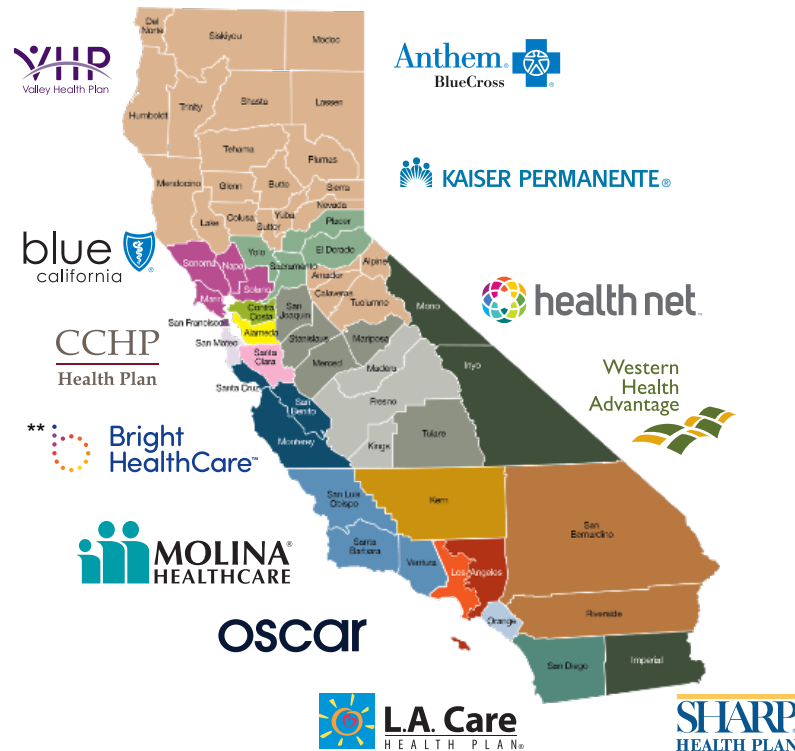 Del
Norte
Siskiyou
Modoc
VHP
Valley Health Plan
Anthem®
BlueCross
Humboldt
Trinity
Shasta
Lassen
Tehama
Plumas
KAISER PERMANENTE®
Mendocino
Glenn
Butte
Sierra
Nevada
Lake
Colusa
Yuba
Sutter
Placer
blue
california
Sonoma
Napa
Yolo
El Dorado
Sacramento
Alpine
Amador
Solano
Marin
Calaveras
Tuolumne
Mono
health net™
San Francisco
Contra
Costa
San
Joaquin
Alameda
San Mateo
Stanislaus
Mariposa
CCHP
Health Plan
Santa
Clara
Merced
Madera
Inyo
Western
Health
Advantage
Santa Cruz
San
Benito
Fresno
Monterey
Kings
Tulare
** Bright
HealthCare™
San Luis
Obispo
Kern
San
Bernardino
MOLINA®
HEALTHCARE
Santa
Barbara
Ventura
Los Angeles
Orange
Riverside
oscar
San Diego
Imperial
L.A. Care
HEALTH PLAN®
SHARP
HEALTH PLAN